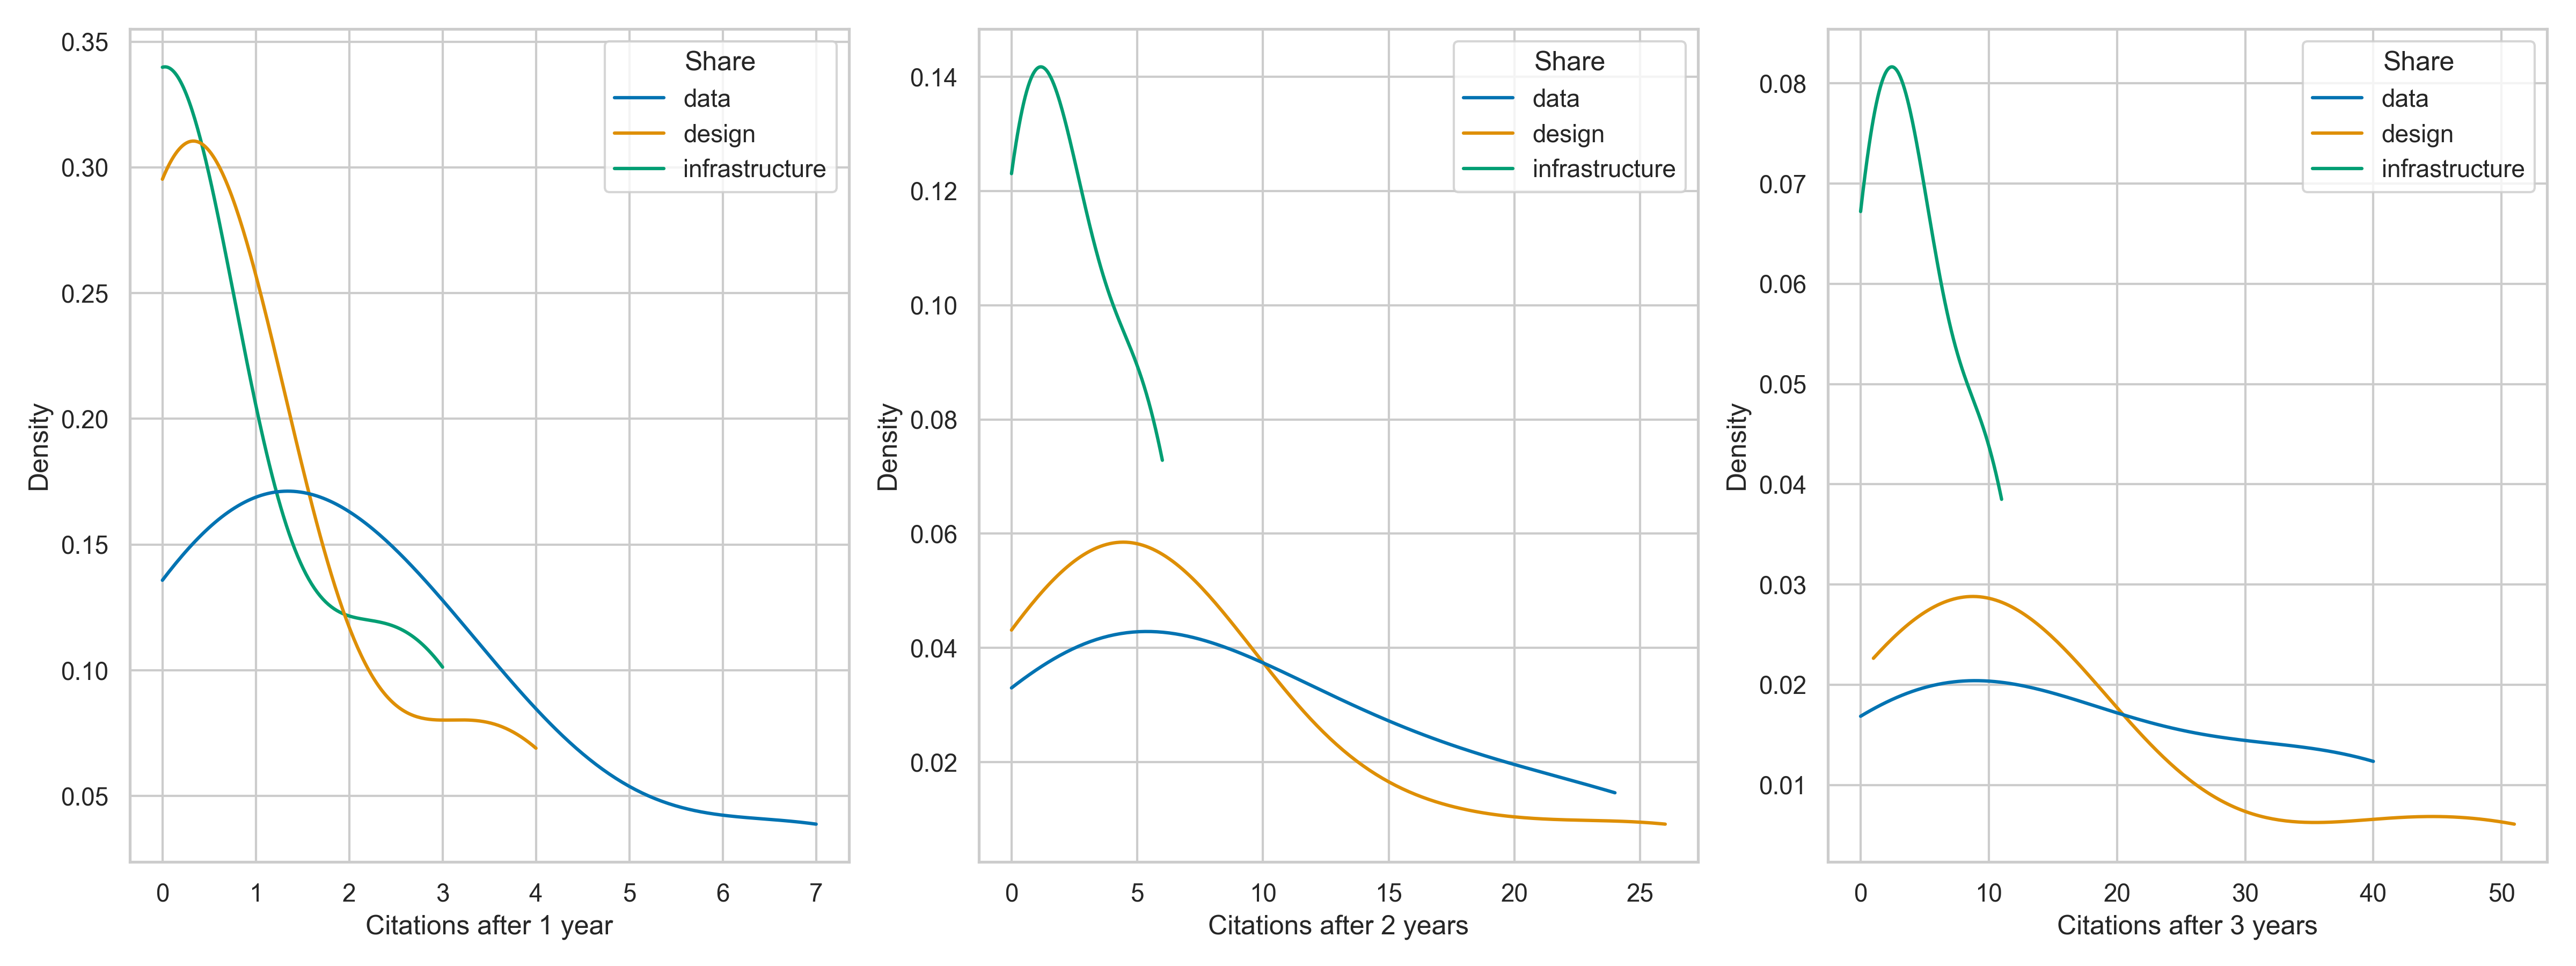 0.35
0.30
0.25
0.20
0.15
0.10
0.05
Density
0 1 2 3 4 5 6 7
Citations after 1 year
Share
data
design
infrastructure
0.14
0.12
0.10
0.08
0.06
0.04
0.02
Density
0 5 10 15 20 25
Citations after 2 years
Share
data
design
infrastructure
0.08
0.07
0.06
0.05
0.04
0.03
0.02
0.01
Density
0 10 20 30 40 50
Citations after 3 years
Share
data
design
infrastructure